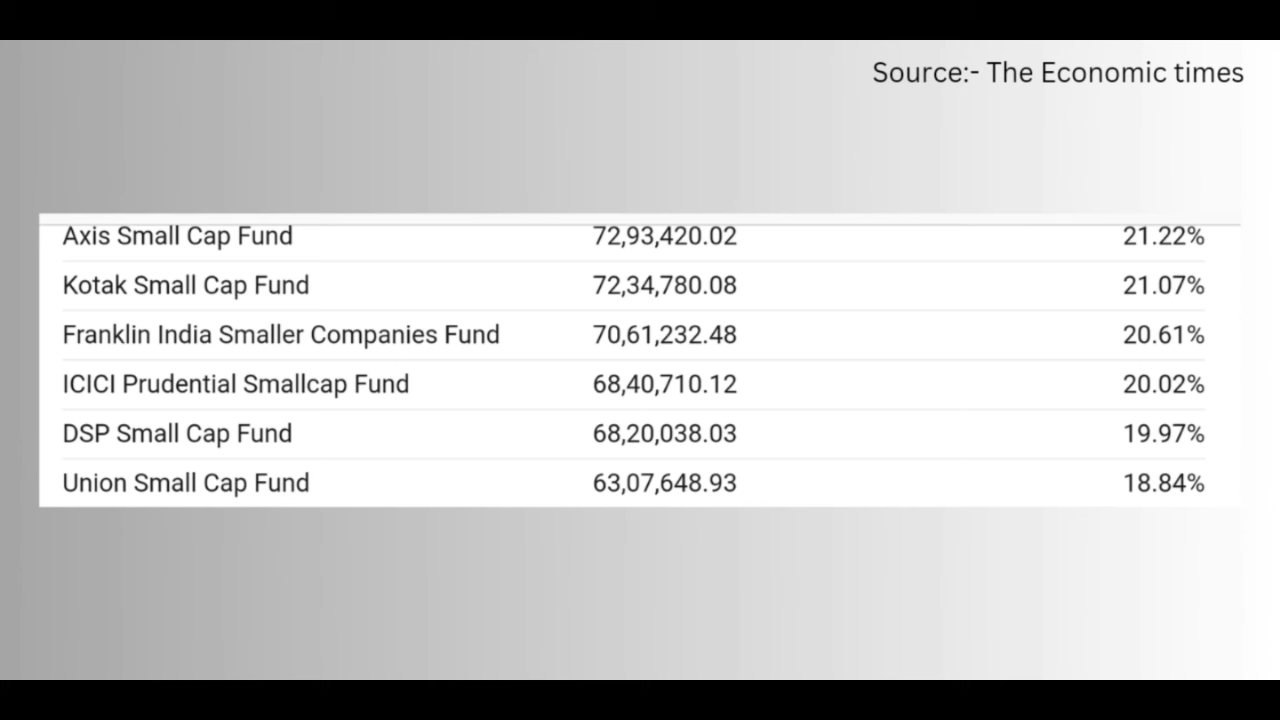 Source:- The Economic times
Axis Small Cap Fund 72,93,420.02 21.22%
Kotak Small Cap Fund 72,34,780.08 21.07%
Franklin India Smaller Companies Fund 70,61,232.48 20.61%
ICICI Prudential Smallcap Fund 68,40,710.12 20.02%
DSP Small Cap Fund 68,20,038.03 19.97%
Union Small Cap Fund 63,07,648.93 18.84%